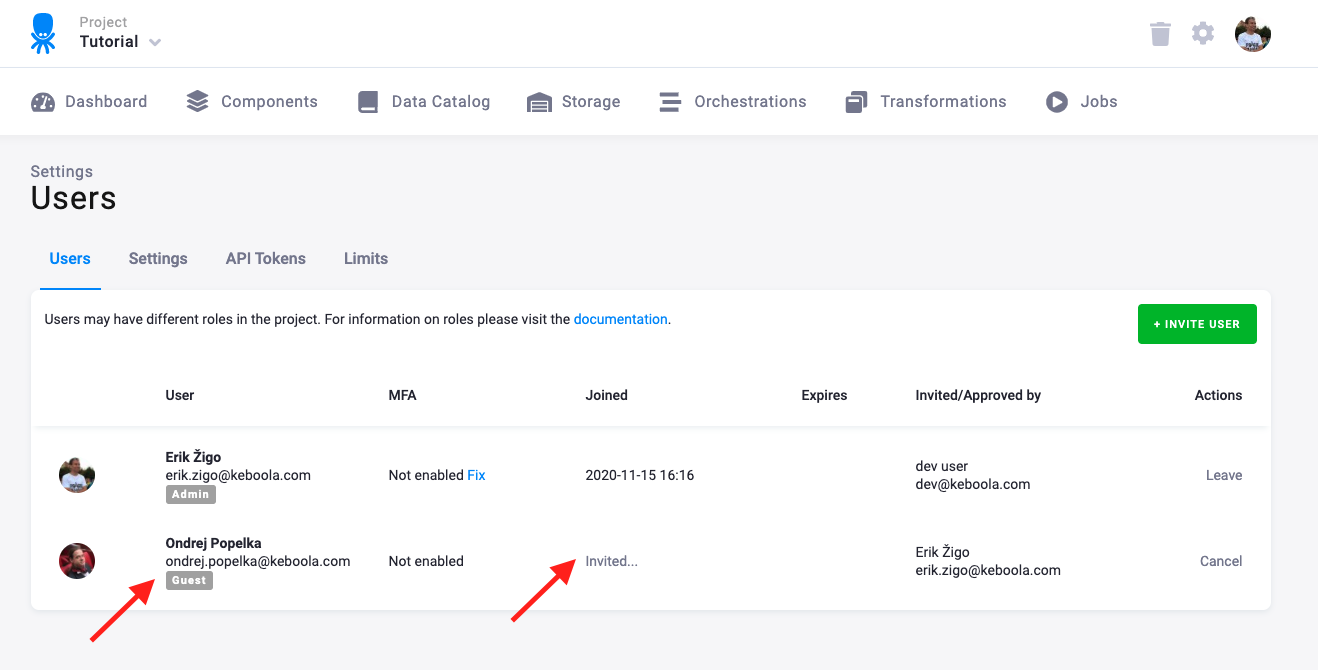 Project
Tutorial
Dashboard Components Data Catalog Storage Orchestrations Transformations Jobs
Settings
Users
Users Settings API Tokens Limits
Users may have different roles in the project. For information on roles please visit the documentation.
+ INVITE USER
User MFA Joined Expires Invited/Approved by Actions
Erik Žigo
erik.zigo@keboola.com
Admin
Not enabled Fix
2020-11-15 16:16
dev user
dev@keboola.com
Leave
Ondrej Popelka
ondrej.popelka@keboola.com
Guest
Not enabled
Invited...
Erik Žigo
erik.zigo@keboola.com
Cancel